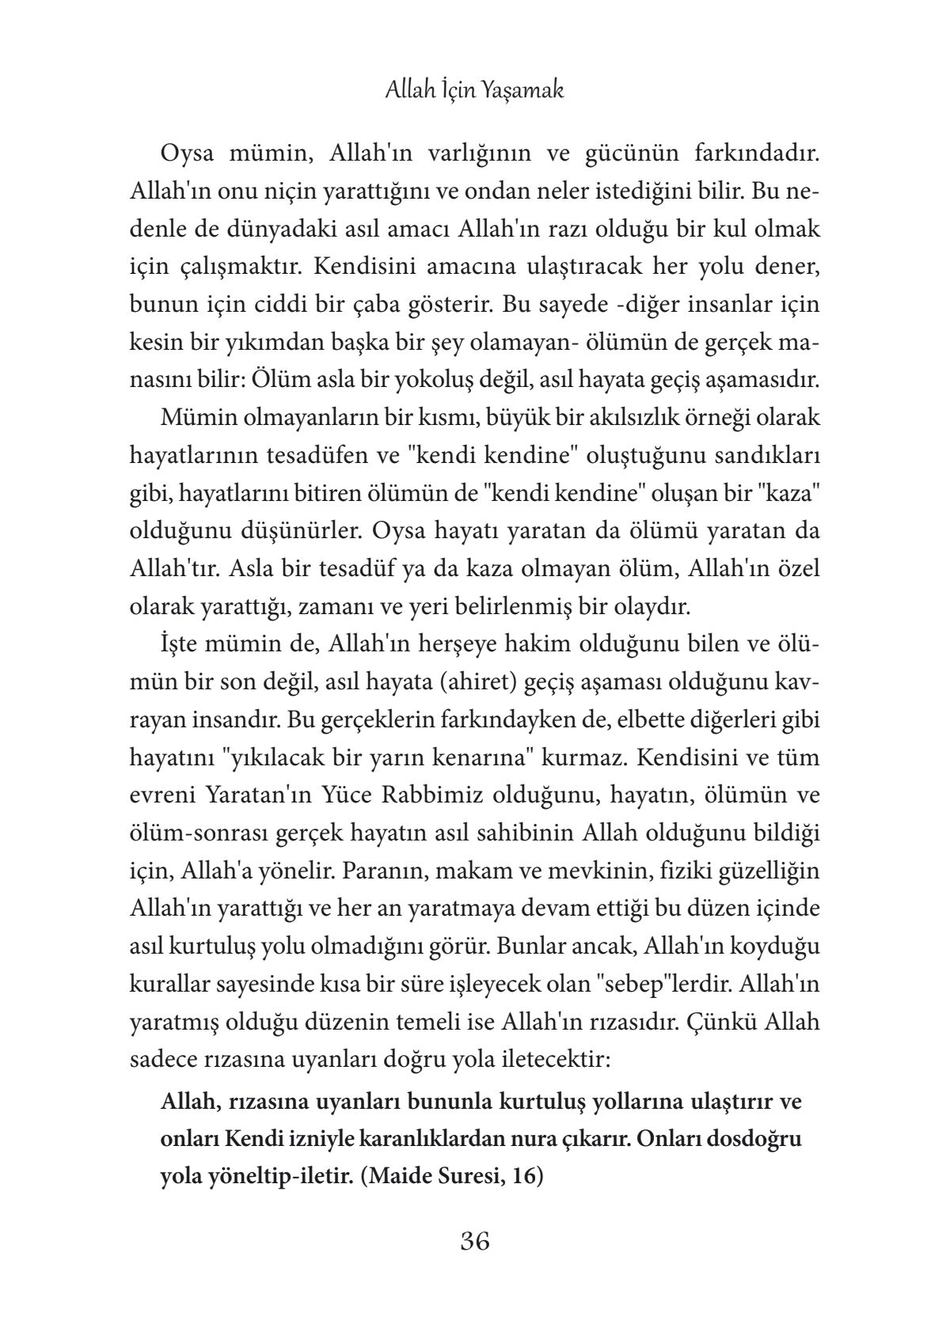 Allah İçin Yaşamak
Oysa mümin, Allah'ın varlığının ve gücünün farkındadır.
Allah'ın onu niçin yarattığını ve ondan neler istediğini bilir. Bu ne-
denle de dünyadaki asıl amacı Allah'ın razı olduğu bir kul olmak
için çalışmaktır. Kendisini amacına ulaştıracak her yolu dener,
bunun için ciddi bir çaba gösterir. Bu sayede -diğer insanlar için
kesin bir yıkımdan başka bir şey olamayan- ölümün de gerçek ma-
nasını bilir: Ölüm asla bir yokoluş değil, asıl hayata geçiş aşamasıdır.
Mümin olmayanların bir kısmı, büyük bir akılsızlık örneği olarak
hayatlarının tesadüfen ve "kendi kendine" oluştuğunu sandıkları
gibi, hayatlarını bitiren ölümün de "kendi kendine" oluşan bir "kaza"
olduğunu düşünürler. Oysa hayatı yaratan da ölümü yaratan da
Allah'tır. Asla bir tesadüf ya da kaza olmayan ölüm, Allah'ın özel
olarak yarattığı, zamanı ve yeri belirlenmiş bir olaydır.
İşte mümin de, Allah'ın herşeye hakim olduğunu bilen ve ölü-
mün bir son değil, asıl hayata (ahiret) geçiş aşaması olduğunu kav-
rayan insandır. Bu gerçeklerin farkındayken de, elbette diğerleri gibi
hayatını "yıkılacak bir yarın kenarına" kurmaz. Kendisini ve tüm
evreni Yaratan'ın Yüce Rabbimiz olduğunu, hayatın, ölümün ve
ölüm-sonrası gerçek hayatın asıl sahibinin Allah olduğunu bildiği
için, Allah'a yönelir. Paranın, makam ve mevkinin, fiziki güzelliğin
Allah'ın yarattığı ve her an yaratmaya devam ettiği bu düzen içinde
asıl kurtuluş yolu olmadığını görür. Bunlar ancak, Allah'ın koyduğu
kurallar sayesinde kısa bir süre işleyecek olan "sebep"lerdir. Allah'ın
yaratmış olduğu düzenin temeli ise Allah'ın rızasıdır. Çünkü Allah
sadece rızasına uyanları doğru yola iletecektir:
Allah, rızasına uyanları bununla kurtuluş yollarına ulaştırır ve
onları Kendi izniyle karanlıklardan nura çıkarır. Onları dosdoğru
yola yöneltip-iletir. (Maide Suresi, 16)
36